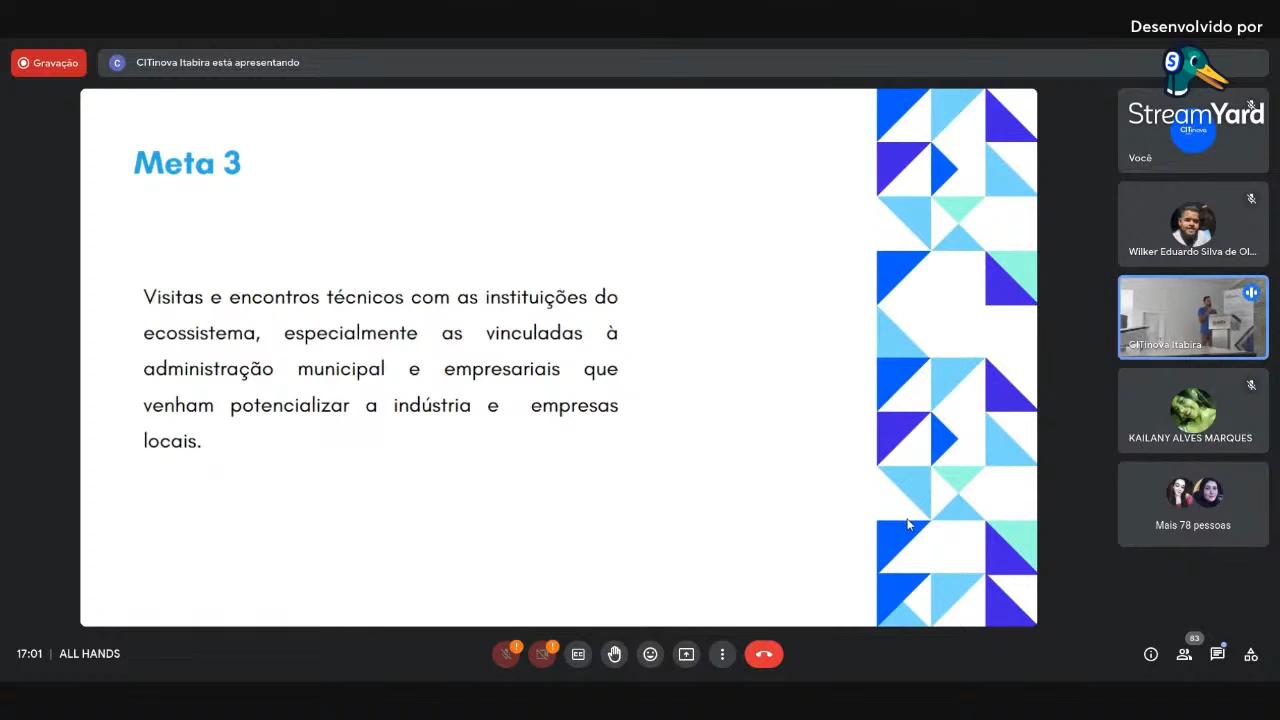 Desenvolvido por
Gravação
C
CITinova Itabira está apresentando
S
StreamYard
CITinova
Você
Meta 3
Wilker Eduardo Silva de Ol...
Visitas e encontros técnicos com as instituições do
ecossistema, especialmente as vinculadas à
administração municipal e empresariais que
venham potencializar a indústria e empresas
locais.
CITinova Itabira
KAILANY ALVES MARQUES
Mais 78 pessoas
17:01 | ALL HANDS
CC
83